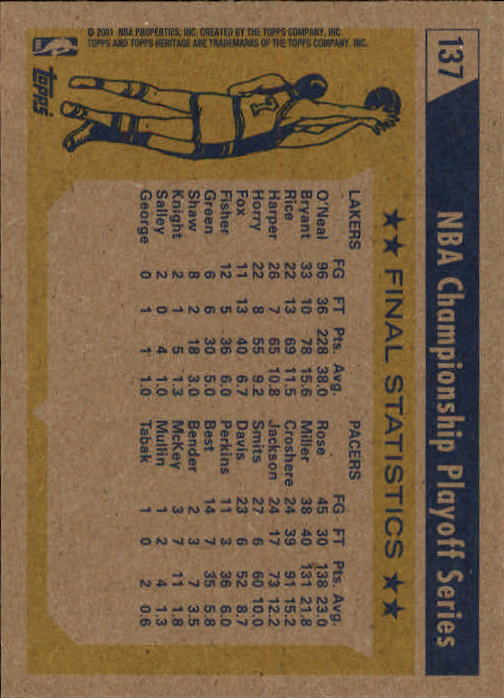 137 NBA Championship Playoff Series
★★ FINAL STATISTICS ★★
LAKERS FG FT Pts. Avg.
O'Neal 96 36 228 38.0
Bryant 33 10 78 15.6
Rice 22 13 69 11.5
Harper 26 7 65 10.8
Horry 22 8 55 9.2
Fox 11 13 40 6.7
Fisher 12 5 36 6.0
Green 6 6 30 5.0
Shaw 8 2 18 3.0
Knight 2 1 5 1.3
Salley 2 0 4 1.0
George 0 1 1 1.0
PACERS FG FT Pts. Avg.
Rose 45 30 138 23.0
Miller 38 40 131 21.8
Croshere 24 39 91 15.2
Jackson 24 17 73 12.2
Smits 27 6 60 10.0
Davis 23 6 52 8.7
Perkins 11 3 36 6.0
Best 14 7 35 5.8
Bender 2 3 7 3.5
McKey 3 7 11 1.8
Mullin 1 2 4 1.3
Tabak 1 0 2 0.6
© 2001 NBA PROPERTIES, INC. CREATED BY THE TOPPS COMPANY, INC.
TOPPS AND TOPPS HERITAGE ARE TRADEMARKS OF THE TOPPS COMPANY, INC.
topps